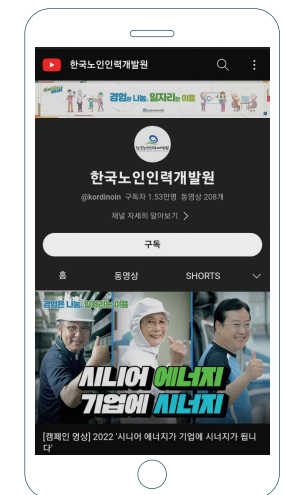 한국노인인력개발원
경험은 나눔, 일자리는 이음
한국노인인력개발원
@kordinoin 구독자 1.53만명 동영상 208개
채널 자세히 알아보기 >
구독
홈 동영상 SHORTS
경험은 나눔, 일자리는 이음
시니어 에너지
기업에 시너지
[캠페인 영상] 2022 '시니어 에너지가 기업에 시너지가 됩니
다'